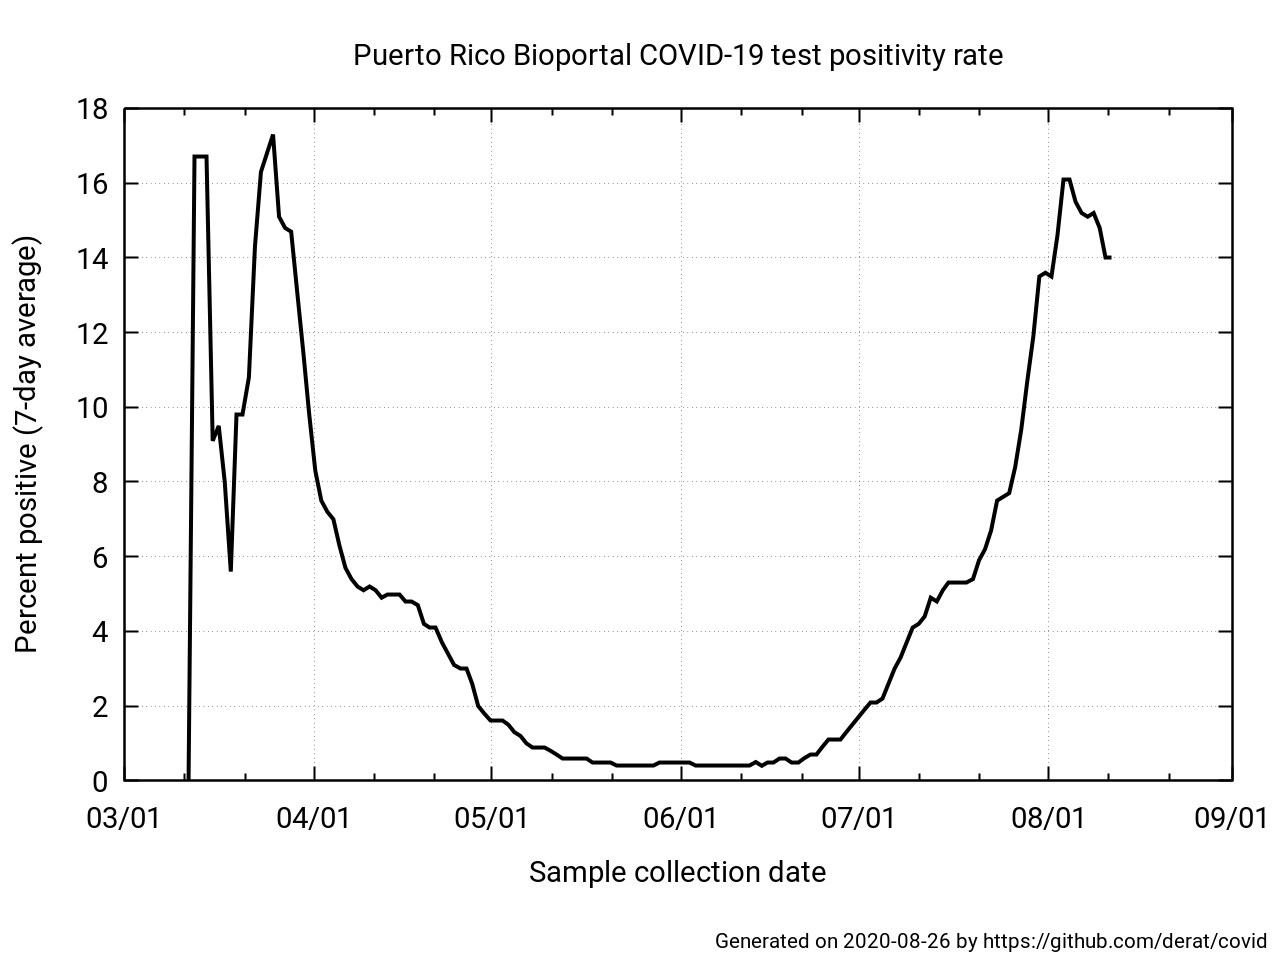 Puerto Rico Bioportal COVID-19 test positivity rate
18
16
14
12
10
8
6
4
2
0
Percent positive (7-day average)
03/01 04/01 05/01 06/01 07/01 08/01 09/01
Sample collection date
Generated on 2020-08-26 by https://github.com/derat/covid